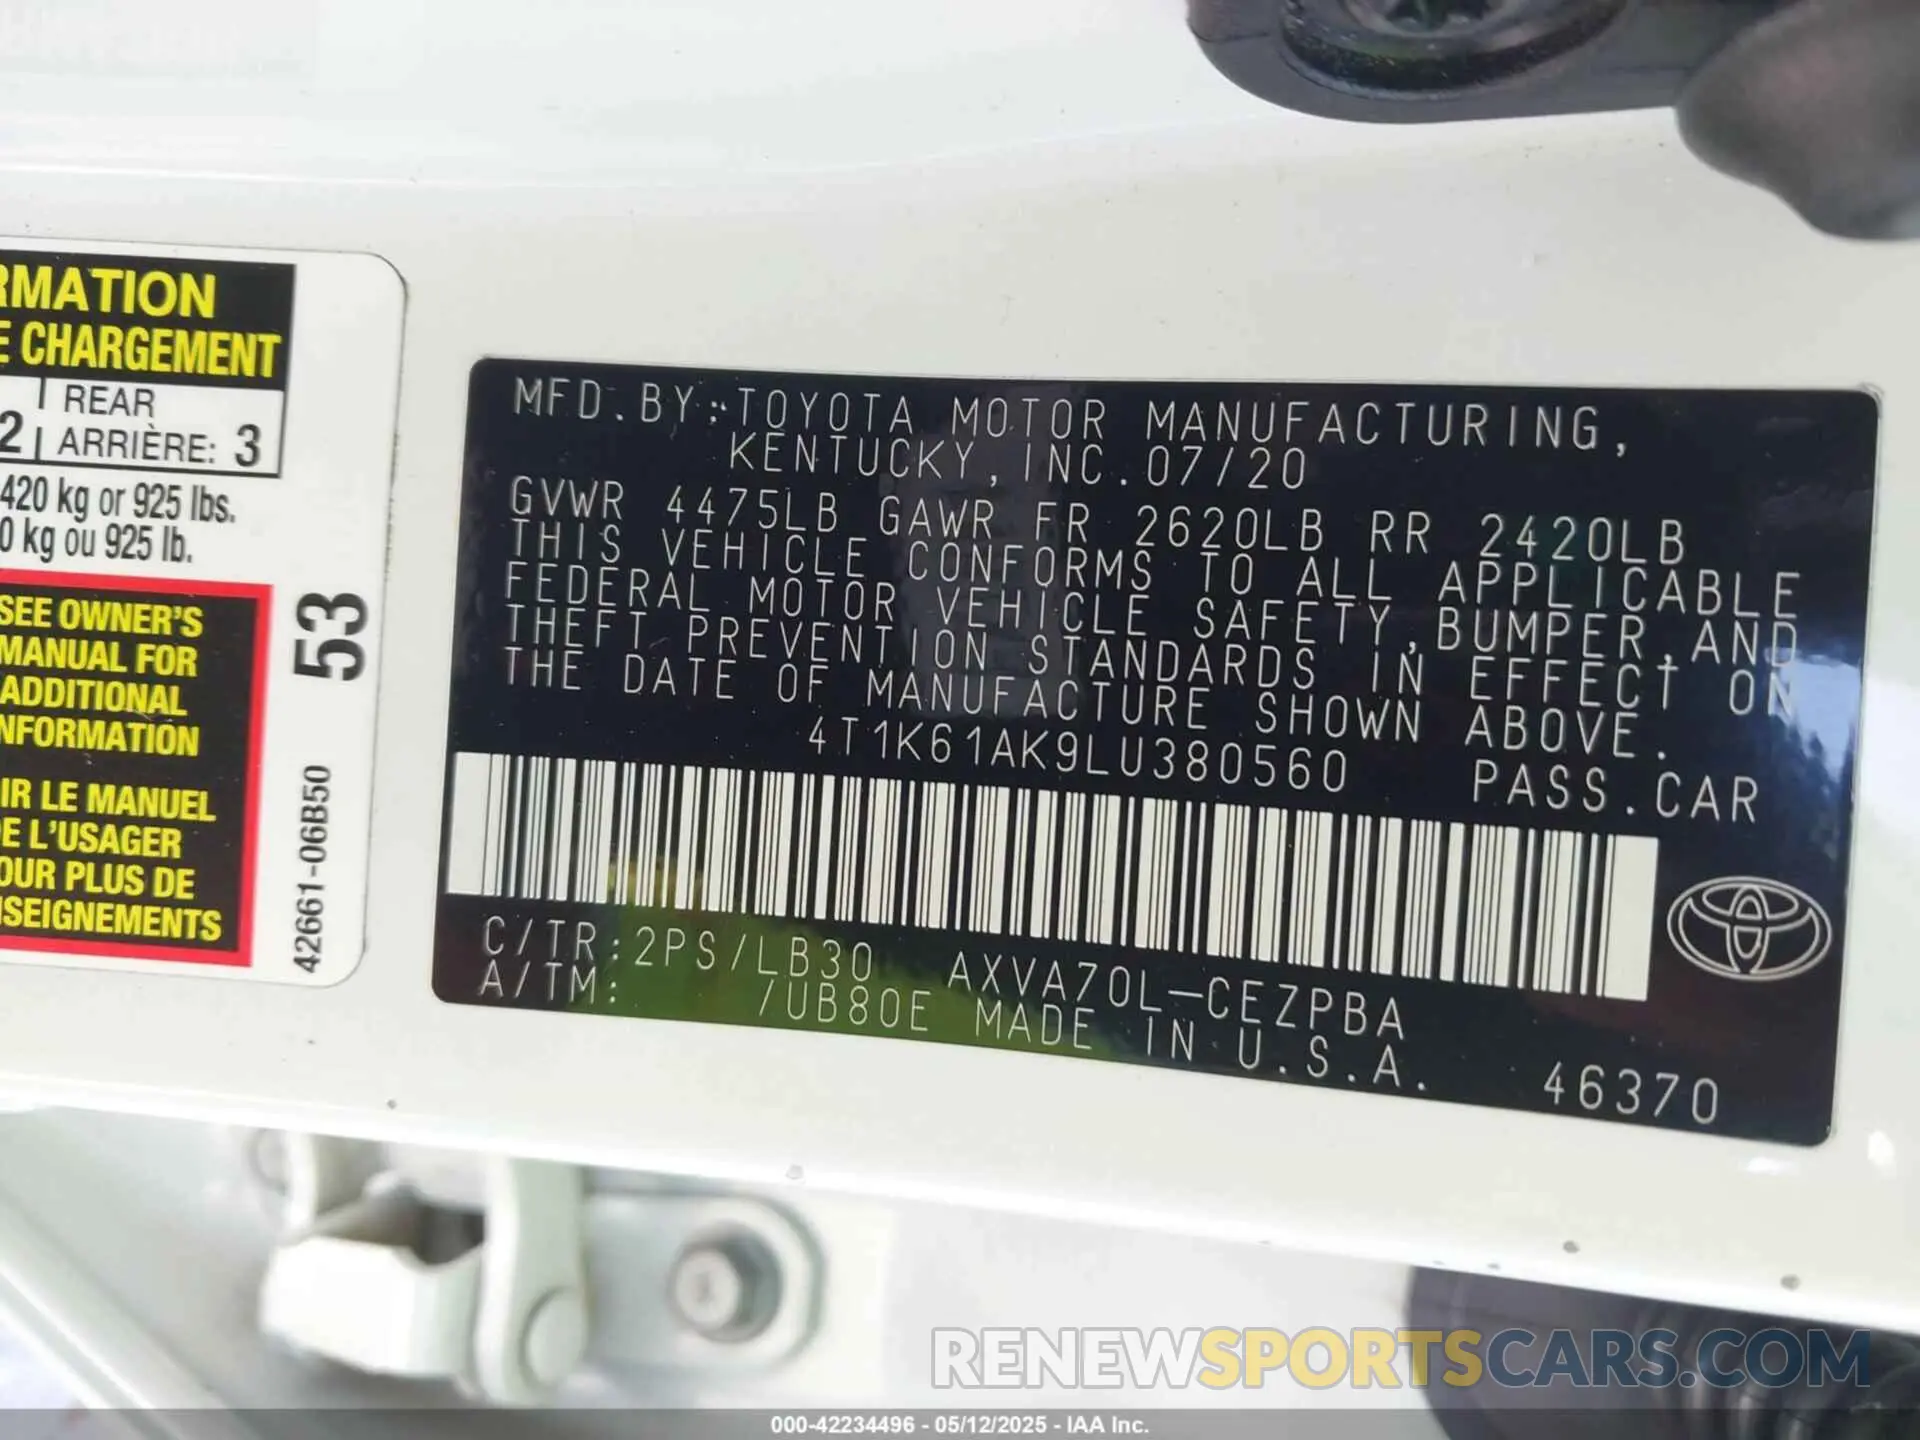 RMATION
E CHARGEMENT
REAR
2 ARRIÈRE: 3
420 kg or 925 lbs.
0 kg ou 925 lb.
SEE OWNER'S
MANUAL FOR
ADDITIONAL
NFORMATION
IR LE MANUEL
E L'USAGER
OUR PLUS DE
SEIGNEMENTS
53
42661-06B50
MFD.BY: TOYOTA MOTOR MANUFACTURING,
KENTUCKY, INC. 07/20
GVWR 4475LB GAWR FR 2620LB RR 2420LB
THIS VEHICLE CONFORMS TO ALL APPLICABLE
FEDERAL MOTOR VEHICLE SAFETY,BUMPER,AND
THEFT PREVENTION STANDARDS IN EFFECT ON
THE DATE OF MANUFACTURE SHOWN ABOVE.
4T1K61AK9LU380560 PASS.CAR
C/TR:2PS/LB30 AXVA70L-CEZPBA
A/TM: /UB80E MADE IN U.S.A.
46370
RENEWSPORTSCARS.COM
000-42234496 - 05/12/2025 - IAA Inc.